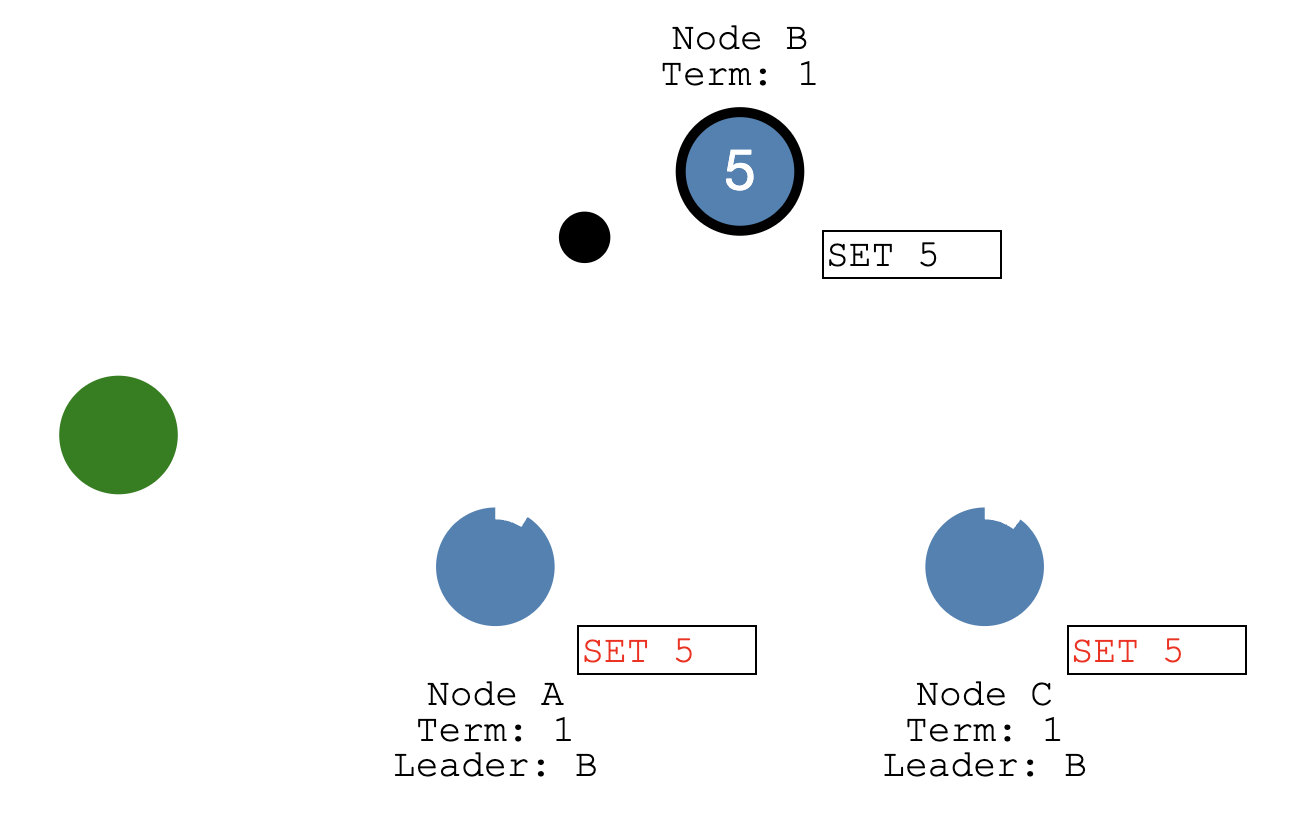 Node B
Term: 1
5
SET 5
SET 5
Node A
Term: 1
Leader: B
SET 5
Node C
Term: 1
Leader: B